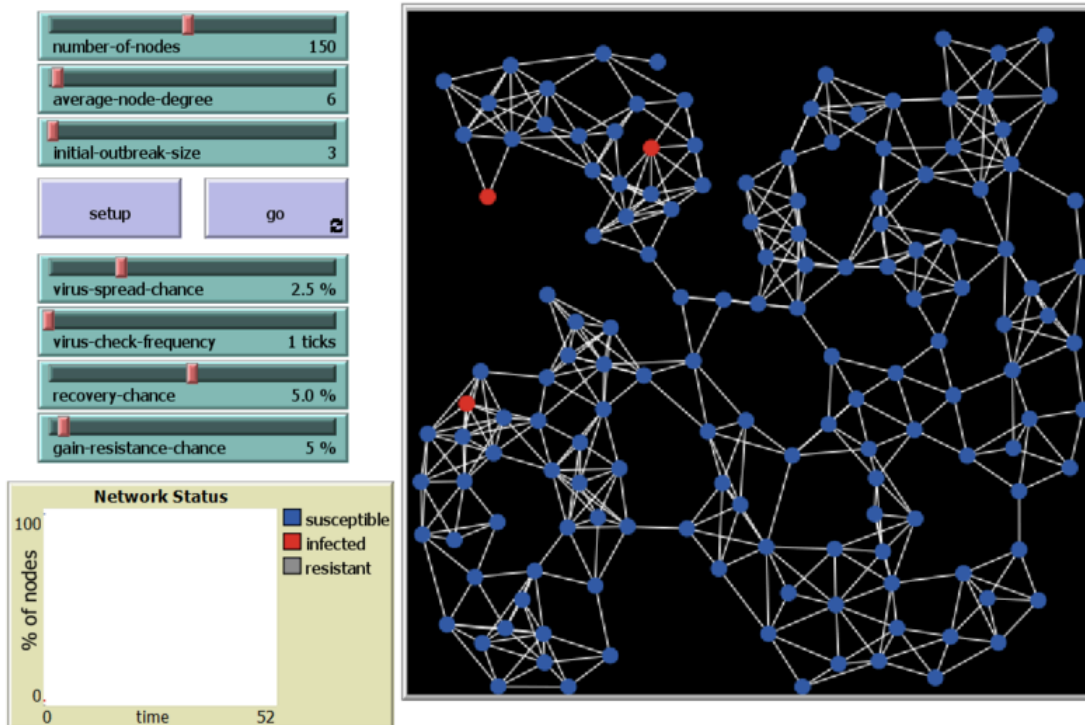 number-of-nodes 150
average-node-degree 6
initial-outbreak-size 3
setup go
virus-spread-chance 2.5 %
virus-check-frequency 1 ticks
recovery-chance 5.0 %
gain-resistance-chance 5 %
Network Status
100
% of nodes
0
0 time 52
susceptible
infected
resistant